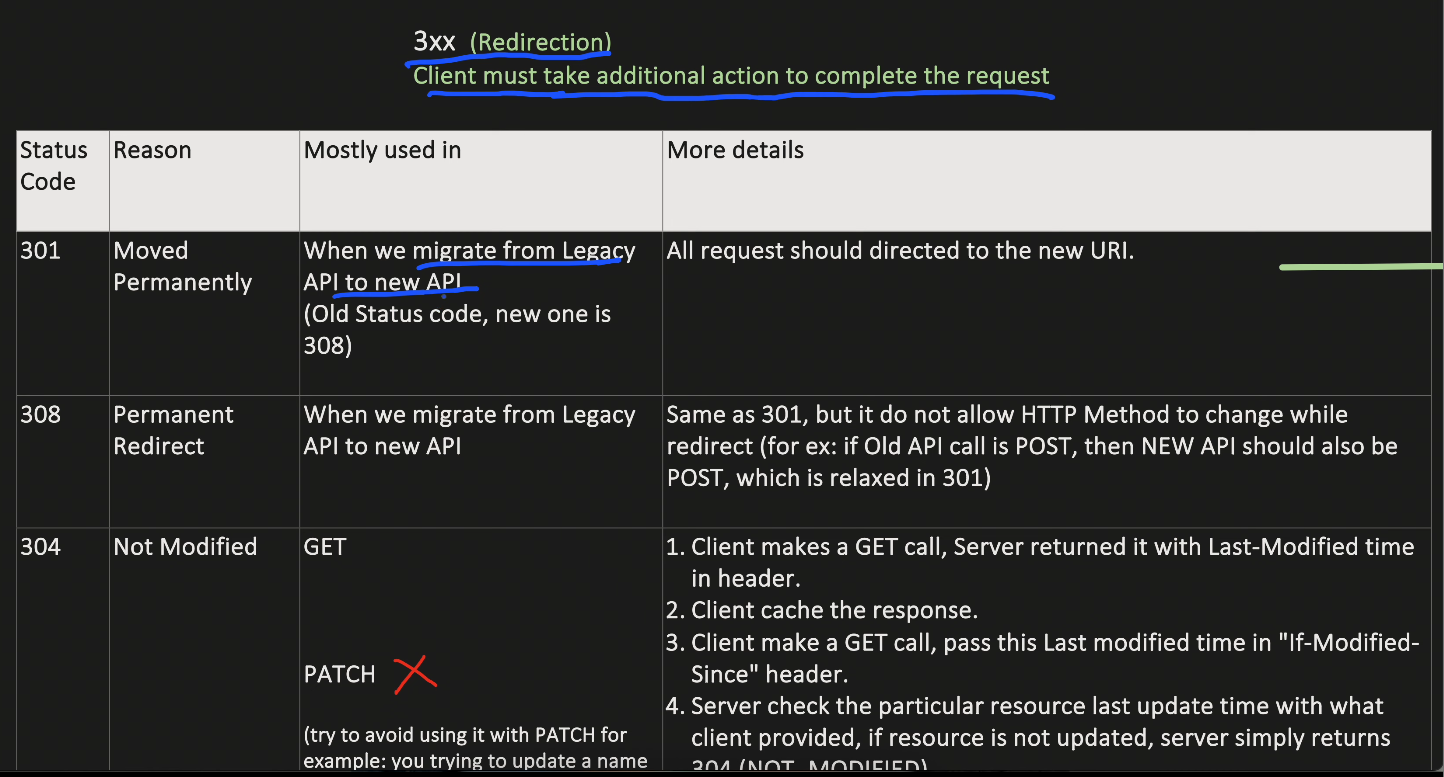 3xx (Redirection)
Client must take additional action to complete the request
Status
Code
Reason
Mostly used in
More details
301
Moved
Permanently
When we migrate from Legacy
API to new API
(Old Status code, new one is
308)
All request should directed to the new URI.
308
Permanent
Redirect
When we migrate from Legacy
API to new API
Same as 301, but it do not allow HTTP Method to change while
redirect (for ex: if Old API call is POST, then NEW API should also be
POST, which is relaxed in 301)
304
Not Modified
GET
PATCH
(try to avoid using it with PATCH for
example: you trying to update a name
1. Client makes a GET call, Server returned it with Last-Modified time
in header.
2. Client cache the response.
3. Client make a GET call, pass this Last modified time in "If-Modified-
Since" header.
4. Server check the particular resource last update time with what
client provided, if resource is not updated, server simply returns
304 (NOT_MODIFIED)